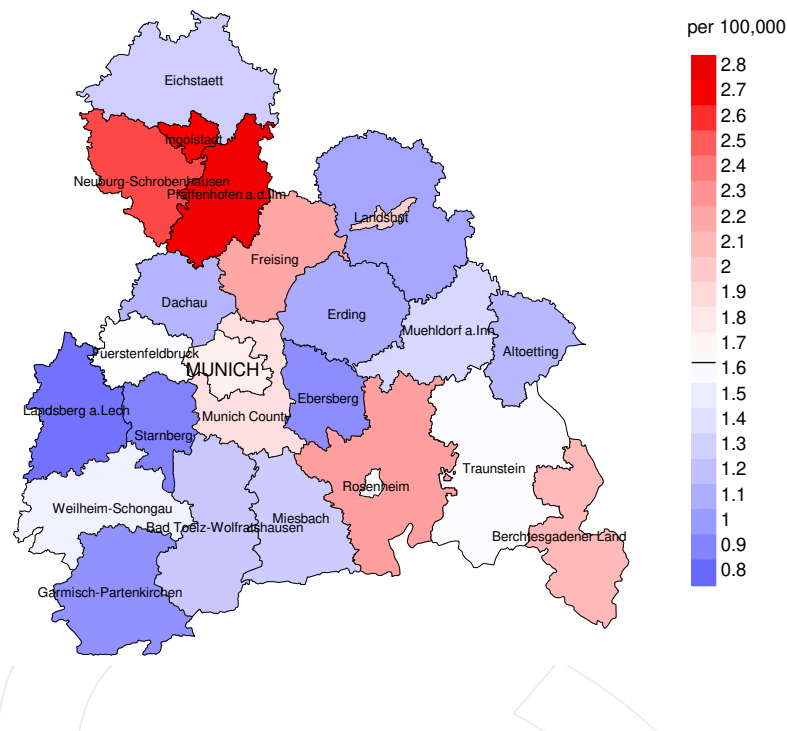 per 100,000
2.8
2.7
2.6
2.5
2.4
2.3
2.2
2.1
2
1.9
1.8
1.7
1.6
1.5
1.4
1.3
1.2
1.1
1
0.9
0.8
Eichstaett
Ingolstadt
Neuburg-Schrobenhausen
Pfaffenhofen a.d.Ilm
Landshut
Freising
Dachau
Erding
Muehldorf a.Inn
Altoetting
Fuerstenfeldbruck
MUNICH
Ebersberg
Landsberg a.Lech
Munich County
Starnberg
Traunstein
Rosenheim
Weilheim-Schongau
Miesbach
Bad Toelz-Wolfratshausen
Berchtesgadener Land
Garmisch-Partenkirchen